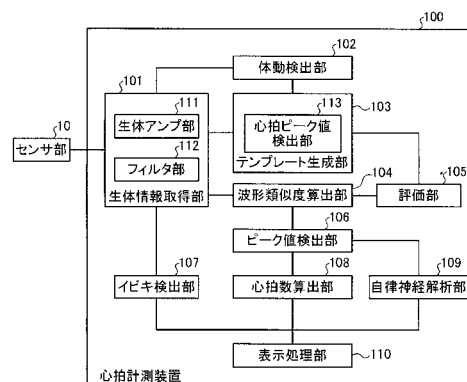 100
102
101
体動検出部
111
生体アンプ部
113
103
心拍ピーク値
検出部
10
センサ部
112
フィルタ部
テンプレート生成部
生体情報取得部
104
105
波形類似度算出部
評価部
106
ピーク値検出部
107
108
109
イビキ検出部
心拍数算出部
自律神経解析部
表示処理部
110
心拍計測装置